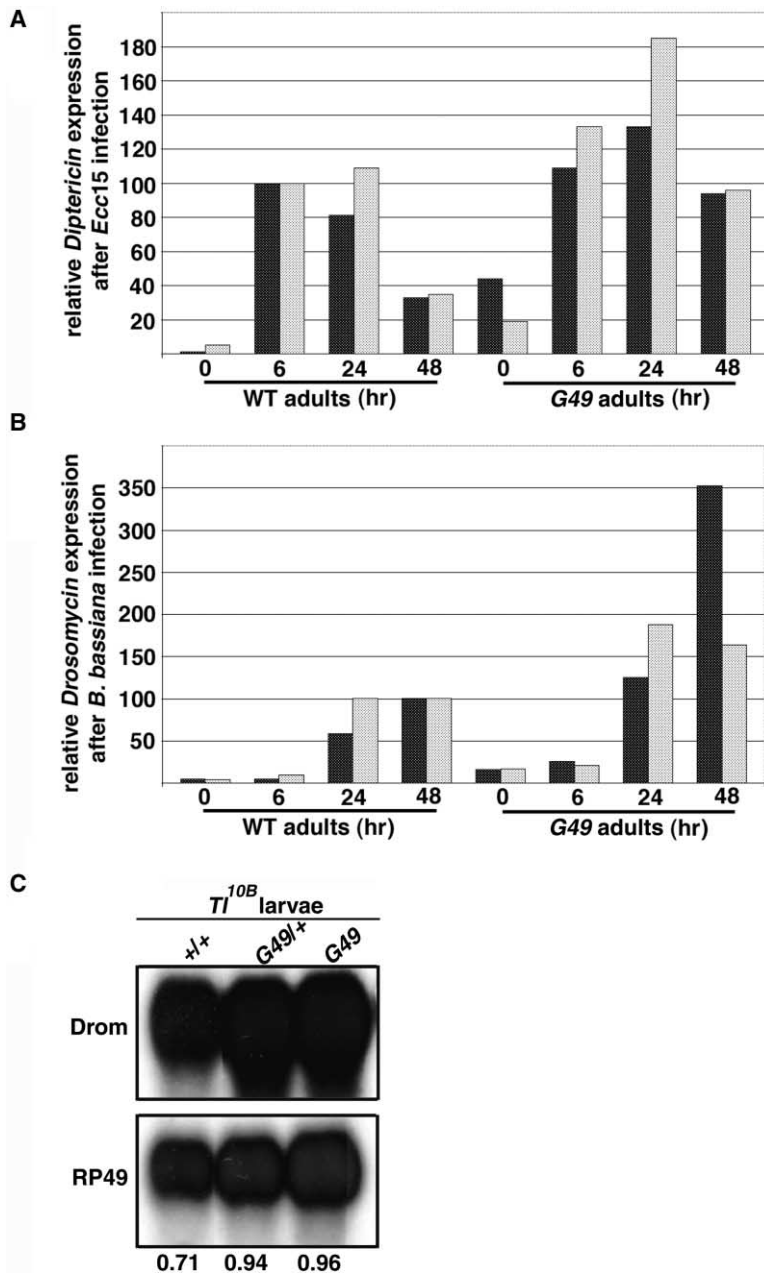 A
relative Diptericin expression
after Ecc15 infection
180
160
140
120
100
80
60
40
20
0 6 24 48 0 6 24 48
WT adults (hr) G49 adults (hr)
B
relative Drosomycin expression
after B. bassiana infection
350
300
250
200
150
100
50
0 6 24 48 0 6 24 48
WT adults (hr) G49 adults (hr)
C
Tl10B larvae
+/+ G49/+ G49
Drom
RP49
0.71 0.94 0.96